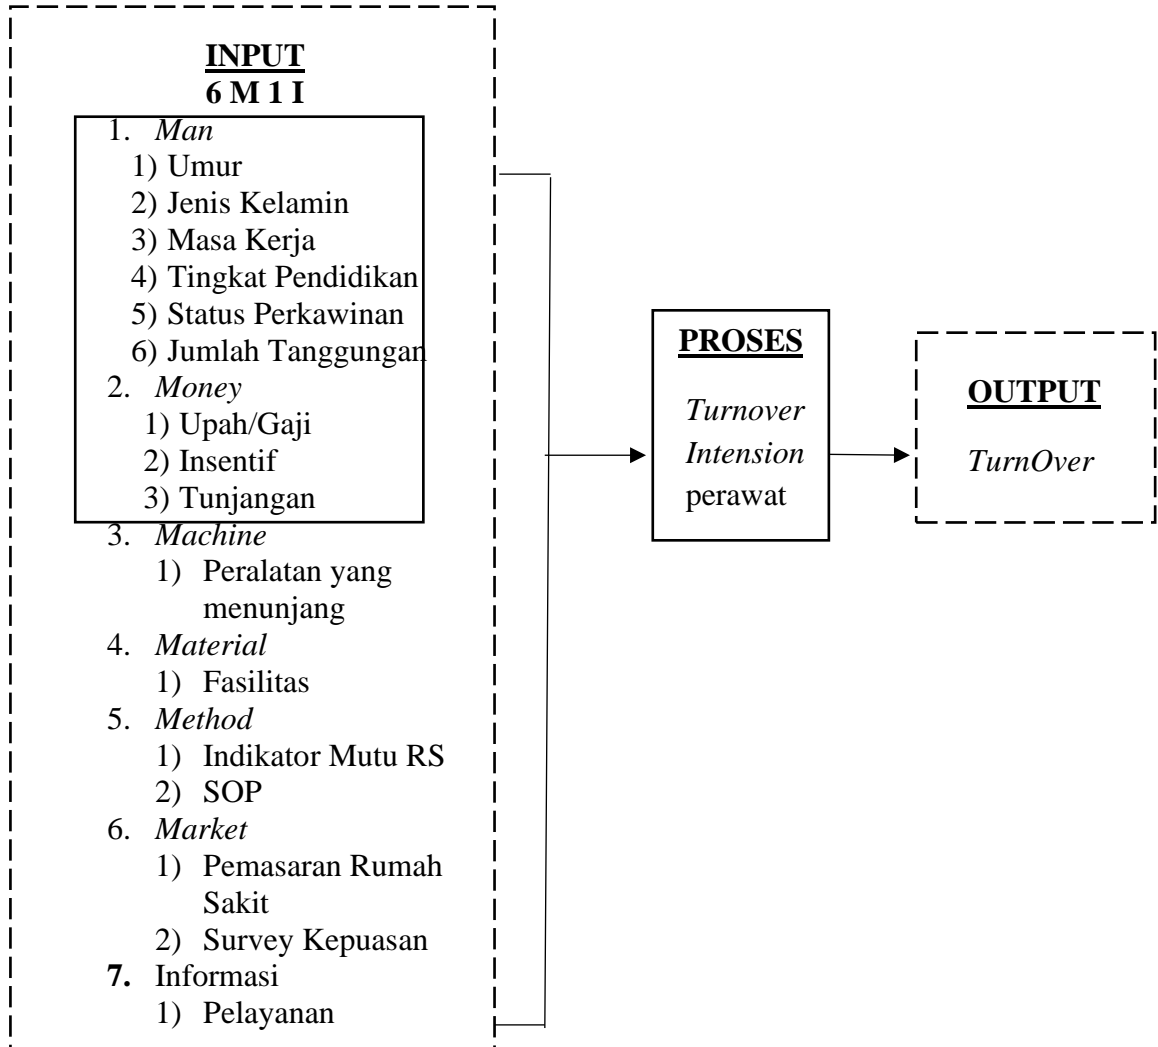 INPUT
6 M 1 I
1. Man
1) Umur
2) Jenis Kelamin
3) Masa Kerja
4) Tingkat Pendidikan
5) Status Perkawinan
6) Jumlah Tanggungan
2. Money
1) Upah/Gaji
2) Insentif
3) Tunjangan
3. Machine
1) Peralatan yang
menunjang
4. Material
1) Fasilitas
5. Method
1) Indikator Mutu RS
2) SOP
6. Market
1) Pemasaran Rumah
Sakit
2) Survey Kepuasan
7. Informasi
1) Pelayanan
PROSES
Turnover
Intension
perawat
OUTPUT
TurnOver